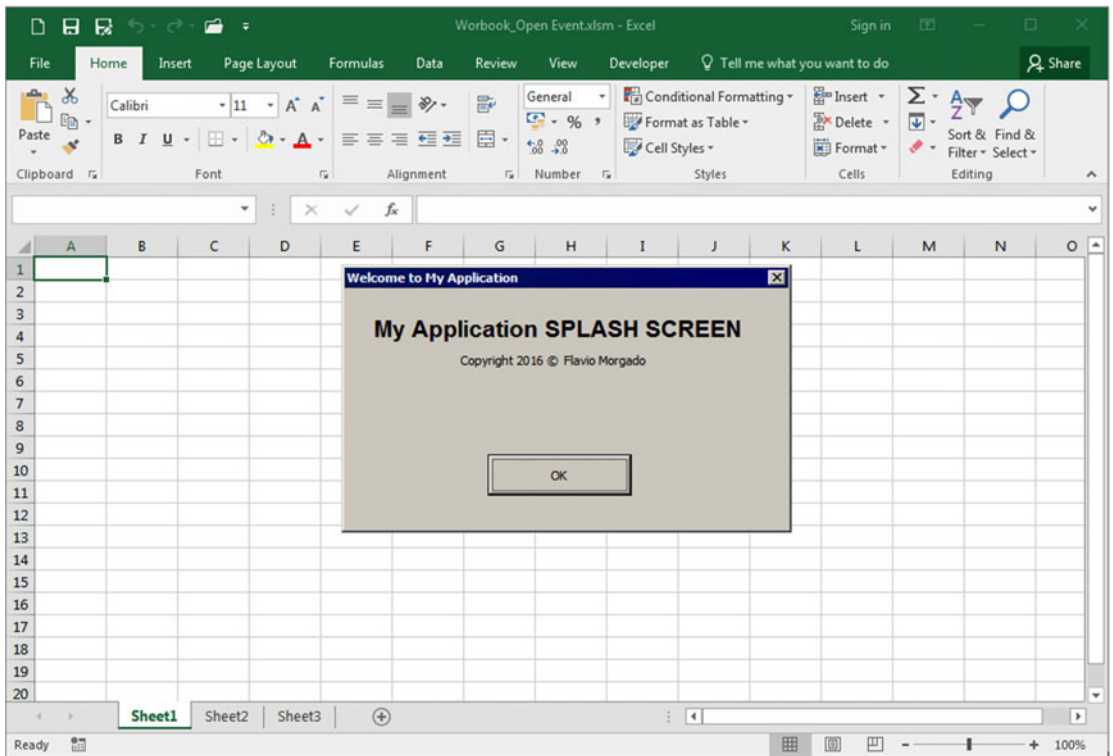 Worbook_Open Event.xlsm - Excel
Sign in
File Home Insert Page Layout Formulas Data Review View Developer Tell me what you want to do Share
Paste
Calibri 11 A A
B I U A
General
% ,
.00 .0
Conditional Formatting
Format as Table
Cell Styles
Insert
Delete
Format
Σ
A Z
Sort & Filter
Find & Select
Clipboard Font Alignment Number Styles Cells Editing
fx
A B C D E F G H I J K L M N O
1
2
3
4
5
6
7
8
9
10
11
12
13
14
15
16
17
18
19
20
Welcome to My Application
My Application SPLASH SCREEN
Copyright 2016 © Flavio Morgado
OK
Sheet1 Sheet2 Sheet3
Ready
100%